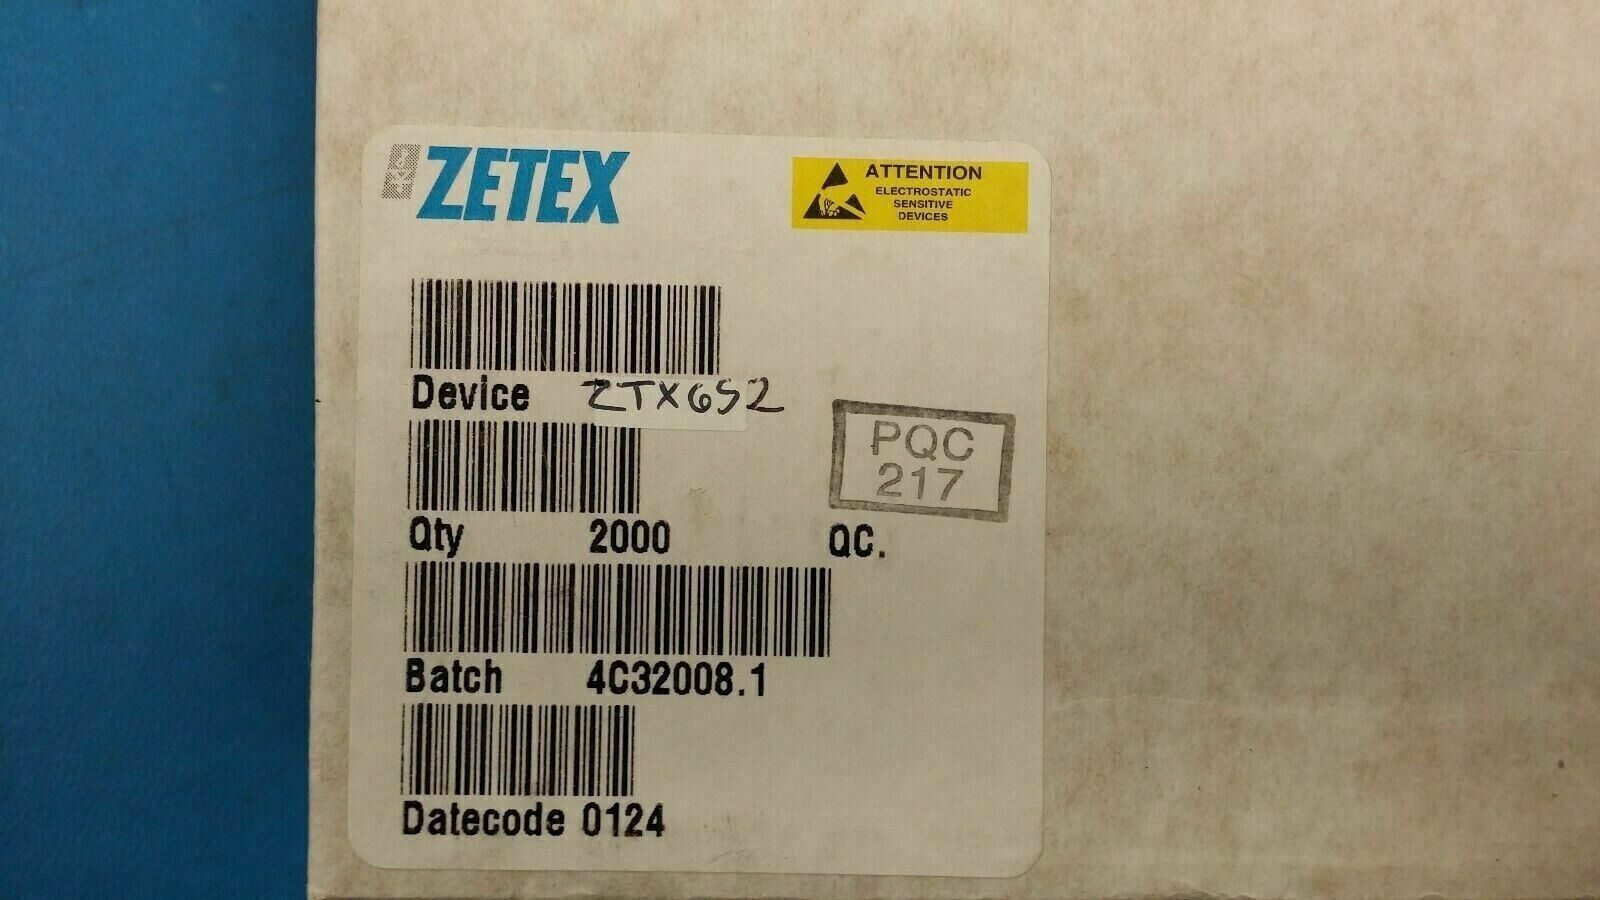 ZETEX
ATTENTION
ELECTROSTATIC
SENSITIVE
DEVICES
Device ZTX652
PQC
217
Qty 2000 QC.
Batch 4C32008.1
Datecode 0124